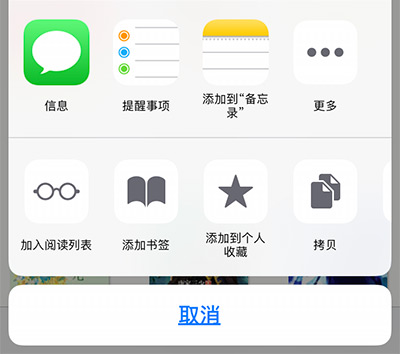 信息
提醒事项
添加到“备忘
录”
更多
加入阅读列表
添加书签
添加到个人
收藏
拷贝
取消